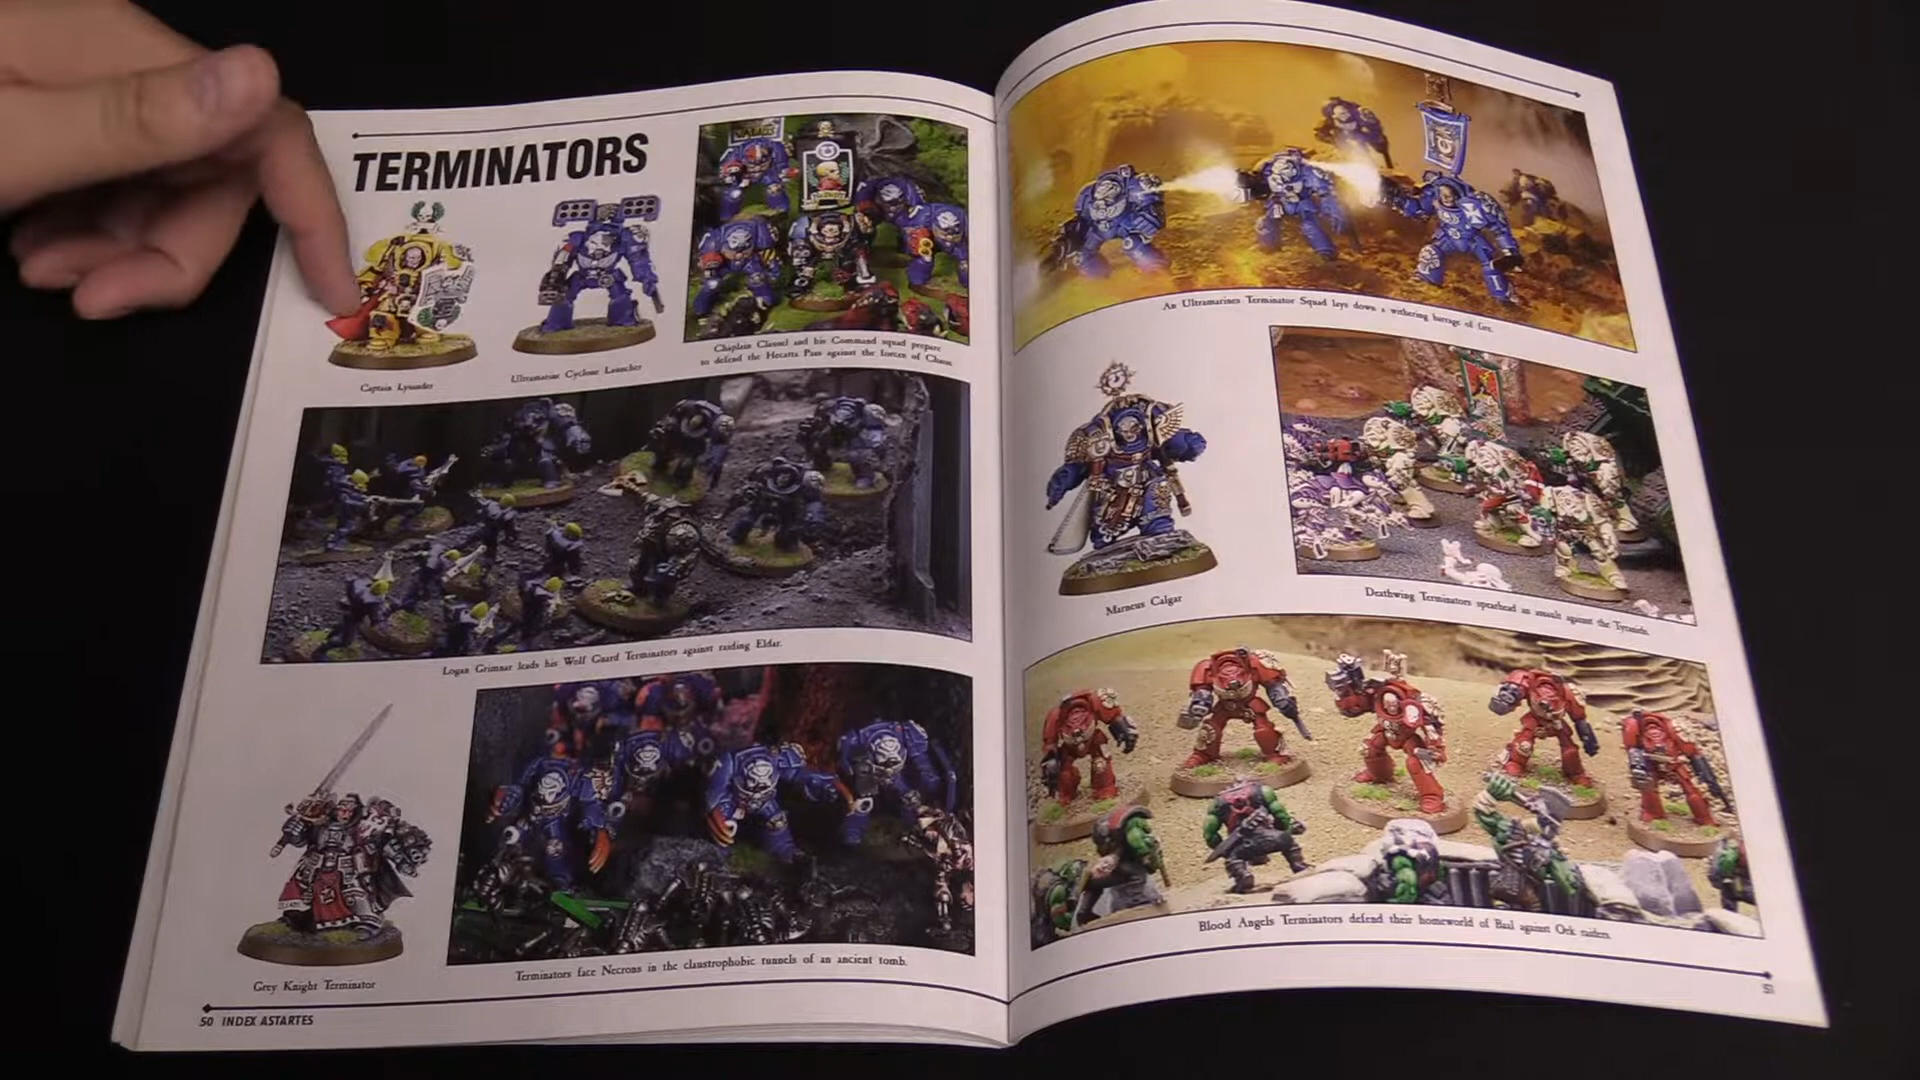 TERMINATORS
Captain Lysander
Ultramarine Cyclone Launcher
Chaplain Clausel and his Command squad prepare
to defend the Hecatta Pass against the forces of Chaos.
Logan Grimnar leads his Wolf Guard Terminators against raiding Eldar.
Grey Knight Terminator
Terminators face Necrons in the claustrophobic tunnels of an ancient tomb.
50 INDEX ASTARTES
An Ultramarines Terminator Squad lays down a withering barrage of fire.
Marneus Calgar
Deathwing Terminators spearhead an assault against the Tyranids.
Blood Angels Terminators defend their homeworld of Baal against Ork raiders.
51